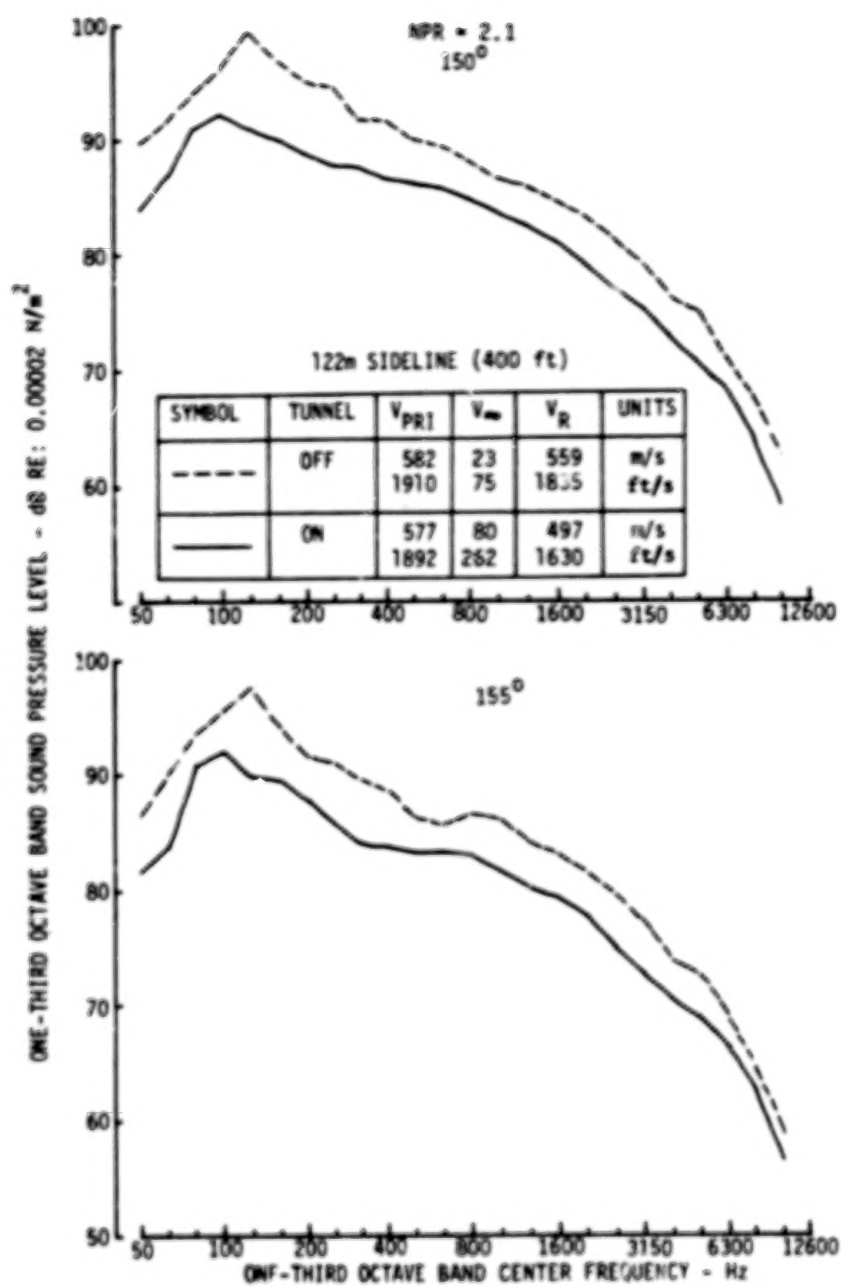 NPR = 2.1
150°
100
90
80
70
60
122m SIDELINE (400 ft)
SYMBOL TUNNEL V PRI V∞ V R UNITS
OFF 582 23 559 m/s
1910 75 ft/s
ON 577 80 497 m/s
1892 262 1630 ft/s
50 100 200 400 800 1600 3150 6300 12600
ONE-THIRD OCTAVE BAND SOUND PRESSURE LEVEL - dB RE: 0.00002 N/m²
155°
100
90
80
70
60
50
50 100 200 400 800 1600 3150 6300 12600
ONE-THIRD OCTAVE BAND CENTER FREQUENCY - Hz